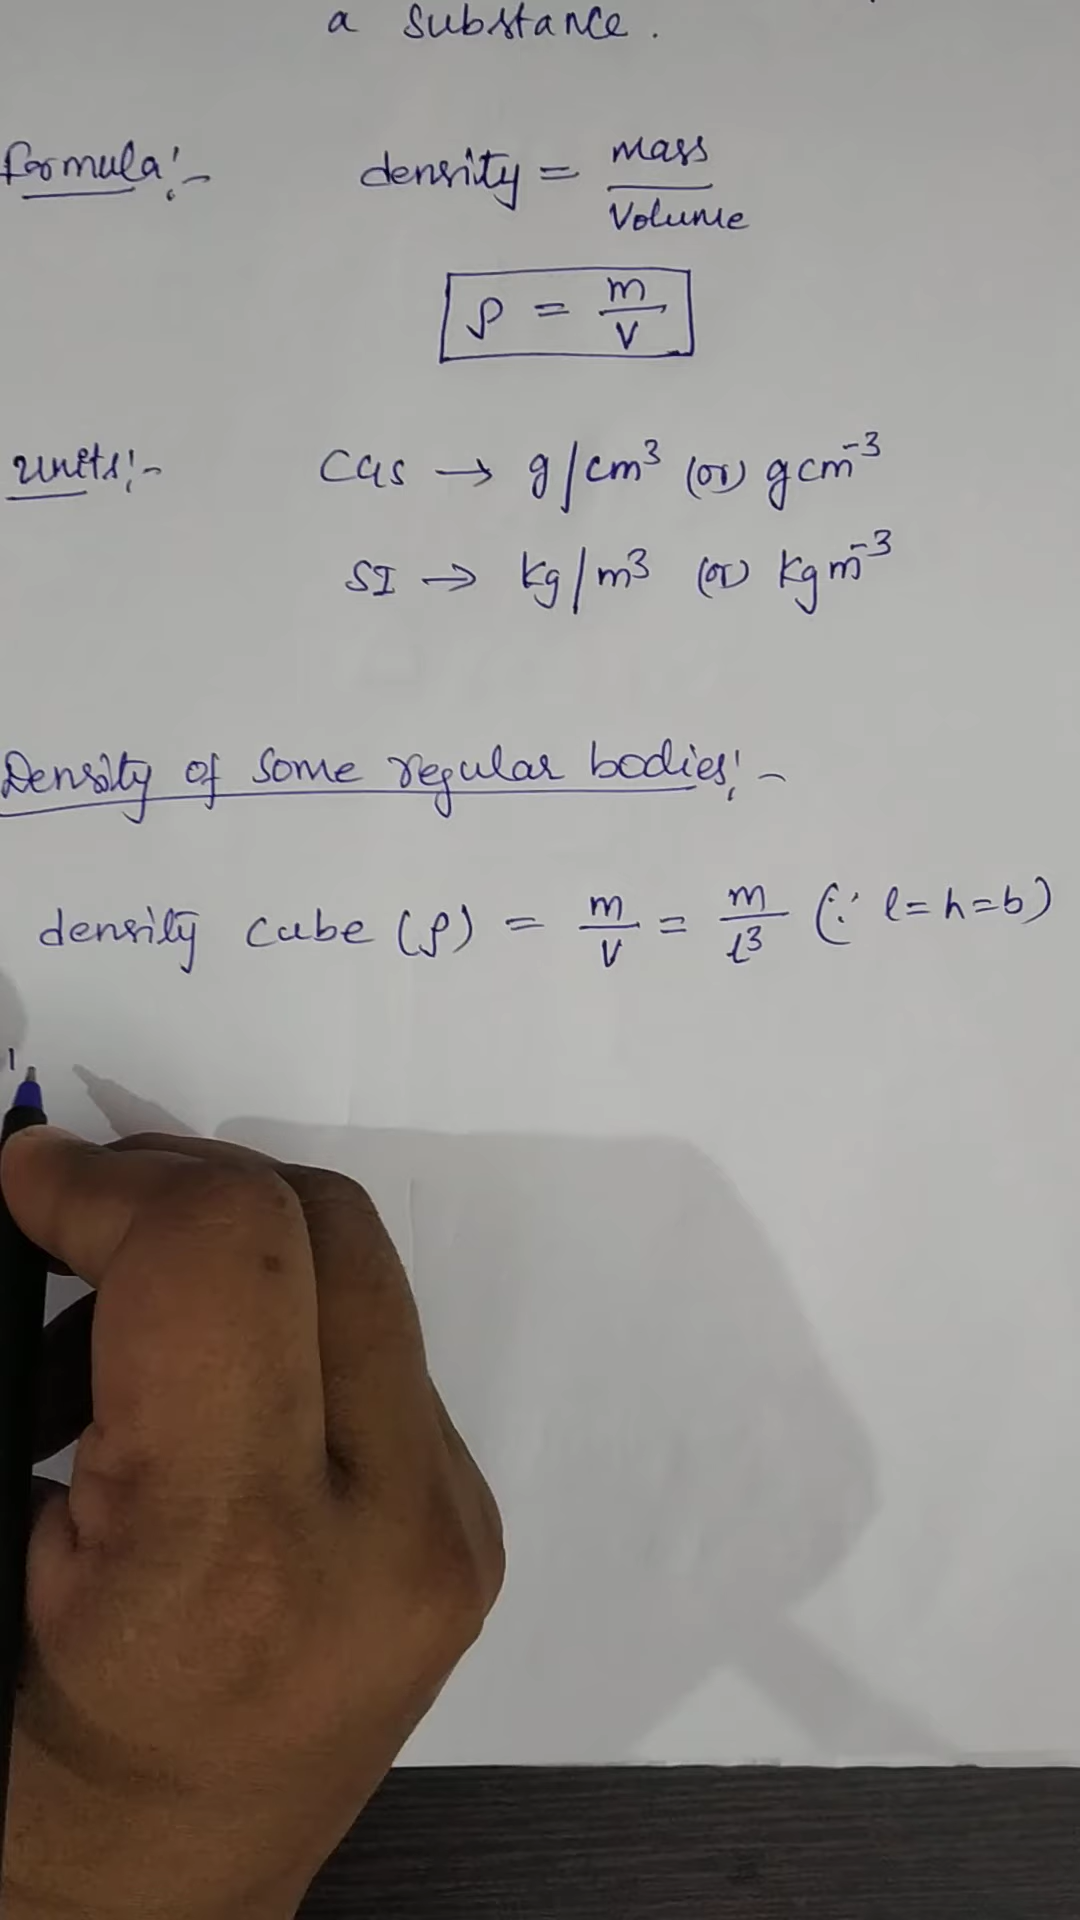 a substance.
formula:- density = mass/Volume
ρ = m/v
units:- CGS → g/cm³ (or) gcm⁻³
SI → kg/m³ (or) kgm⁻³
Density of some regular bodies:-
density cube (ρ) = m/v = m/l³ (∵ l=h=b)